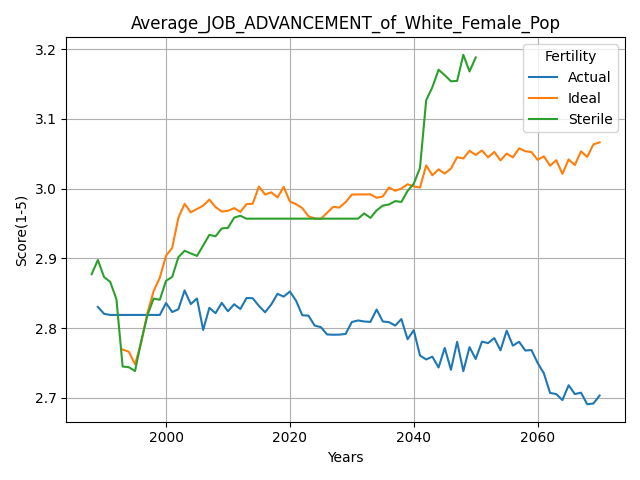 Average_JOB_ADVANCEMENT_of_White_Female_Pop
Fertility
Actual
Ideal
Sterile
Score(1-5)
3.2
3.1
3.0
2.9
2.8
2.7
2000 2020 2040 2060
Years